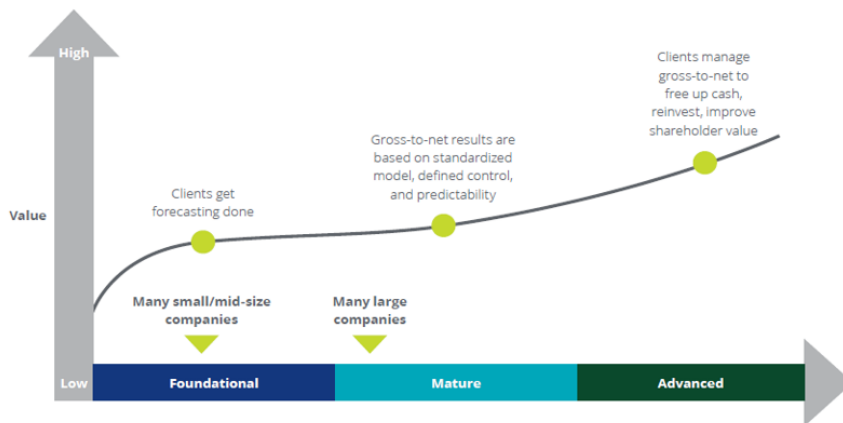 High
Clients manage
gross-to-net to
free up cash,
reinvest, improve
shareholder value
Gross-to-net results are
based on standardized
model, defined control,
and predictability
Clients get
forecasting done
Value
Many small/mid-size
companies
Many large
companies
Low
Foundational
Mature
Advanced